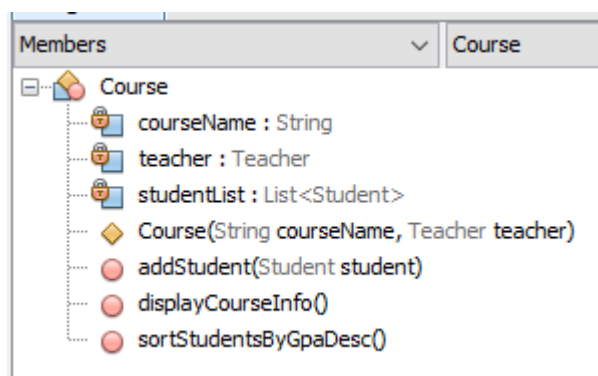 Members Course
Course
courseName : String
teacher : Teacher
studentList : List<Student>
Course(String courseName, Teacher teacher)
addStudent(Student student)
displayCourseInfo()
sortStudentsByGpaDesc()